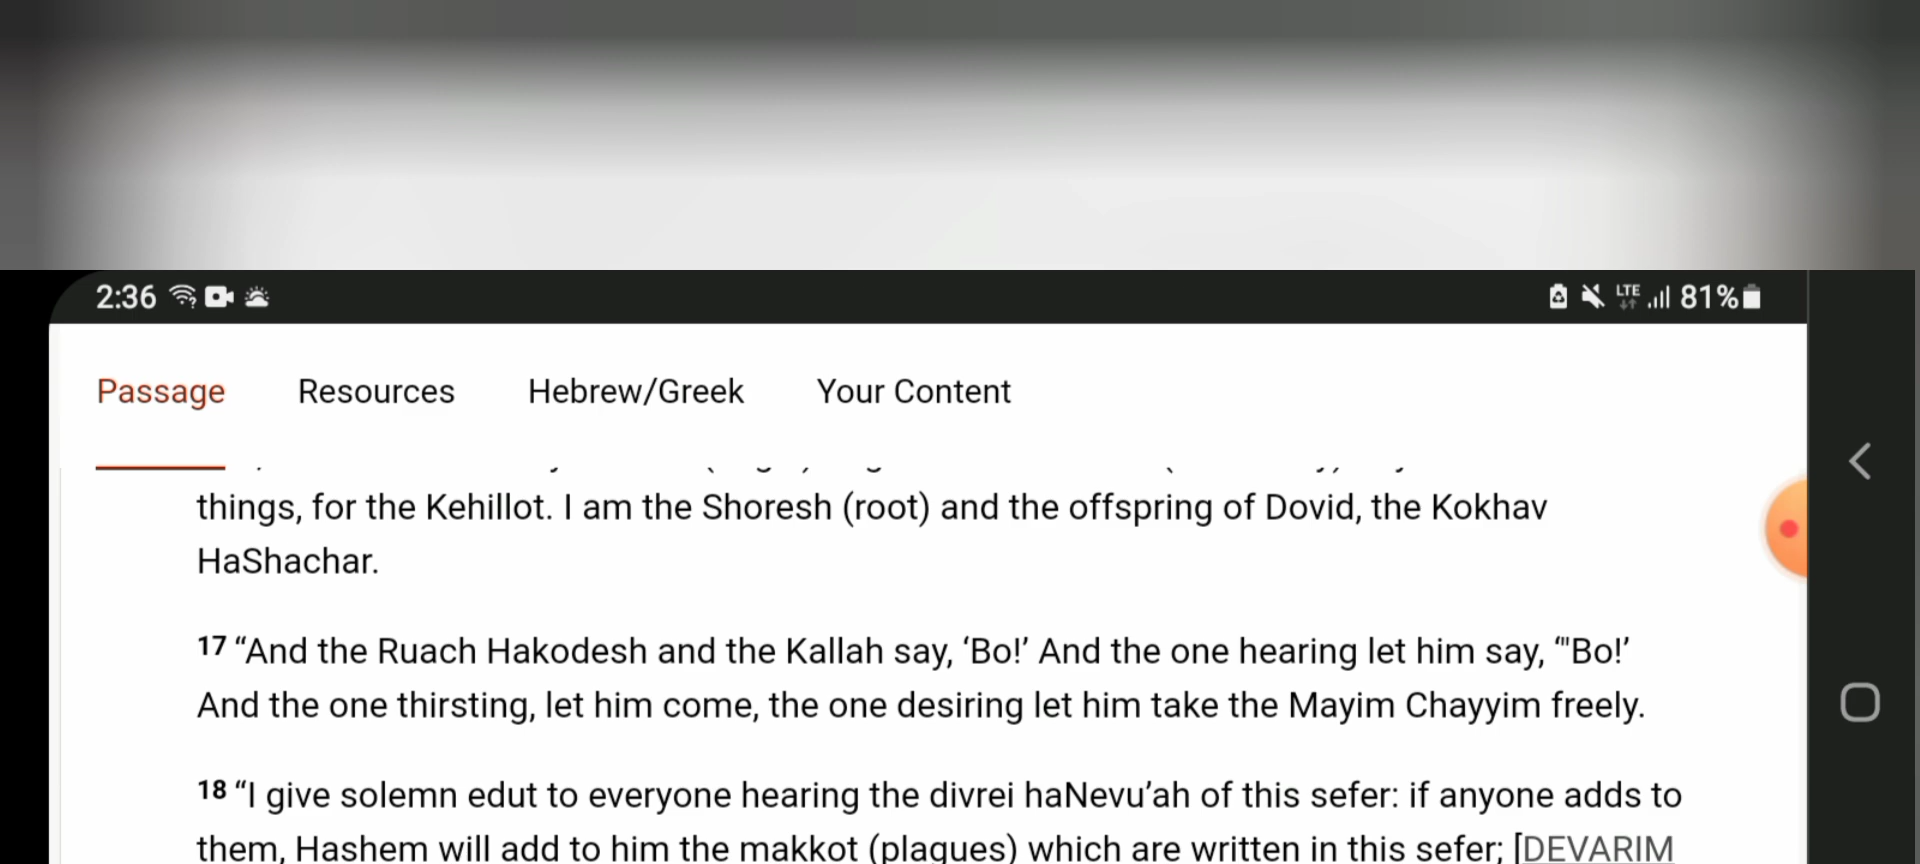 2:36
LTE
81%
Passage Resources Hebrew/Greek Your Content
things, for the Kehillot. I am the Shoresh (root) and the offspring of Dovid, the Kokhav
HaShachar.
17 “And the Ruach Hakodesh and the Kallah say, ‘Bo!’ And the one hearing let him say, “'Bo!’
And the one thirsting, let him come, the one desiring let him take the Mayim Chayyim freely.
18 “I give solemn edut to everyone hearing the divrei haNevu’ah of this sefer: if anyone adds to
them, Hashem will add to him the makkot (plagues) which are written in this sefer; [DEVARIM